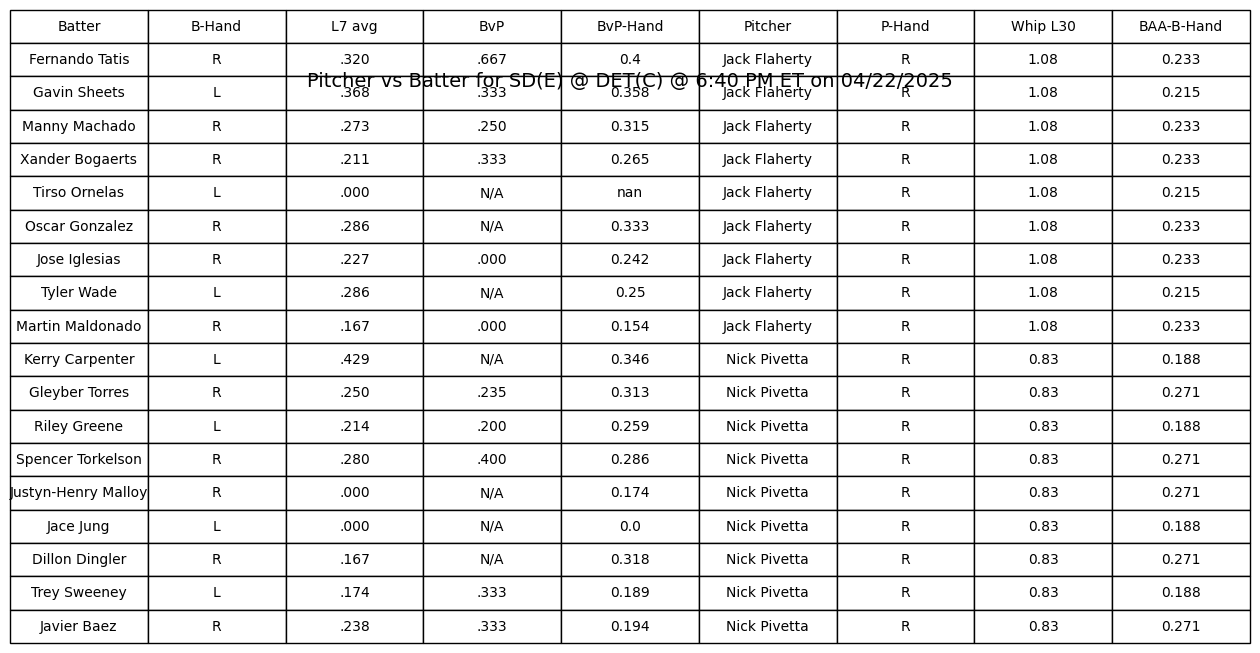 Batter B-Hand L7 avg BvP BvP-Hand Pitcher P-Hand Whip L30 BAA-B-Hand
Fernando Tatis R .320 .667 0.4 Jack Flaherty R 1.08 0.233
Pitcher vs Batter for SD(E) @ DET(C) @ 6:40 PM ET on 04/22/2025
Gavin Sheets L .368 .333 0.358 Jack Flaherty R 1.08 0.215
Manny Machado R .273 .250 0.315 Jack Flaherty R 1.08 0.233
Xander Bogaerts R .211 .333 0.265 Jack Flaherty R 1.08 0.233
Tirso Ornelas L .000 N/A nan Jack Flaherty R 1.08 0.215
Oscar Gonzalez R .286 N/A 0.333 Jack Flaherty R 1.08 0.233
Jose Iglesias R .227 .000 0.242 Jack Flaherty R 1.08 0.233
Tyler Wade L .286 N/A 0.25 Jack Flaherty R 1.08 0.215
Martin Maldonado R .167 .000 0.154 Jack Flaherty R 1.08 0.233
Kerry Carpenter L .429 N/A 0.346 Nick Pivetta R 0.83 0.188
Gleyber Torres R .250 .235 0.313 Nick Pivetta R 0.83 0.271
Riley Greene L .214 .200 0.259 Nick Pivetta R 0.83 0.188
Spencer Torkelson R .280 .400 0.286 Nick Pivetta R 0.83 0.271
Justyn-Henry Malloy R .000 N/A 0.174 Nick Pivetta R 0.83 0.271
Jace Jung L .000 N/A 0.0 Nick Pivetta R 0.83 0.188
Dillon Dingler R .167 N/A 0.318 Nick Pivetta R 0.83 0.271
Trey Sweeney L .174 .333 0.189 Nick Pivetta R 0.83 0.188
Javier Baez R .238 .333 0.194 Nick Pivetta R 0.83 0.271